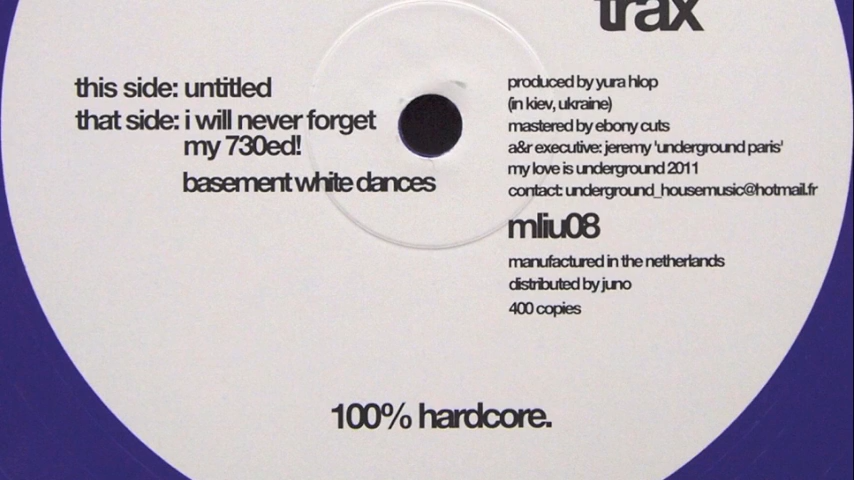 trax
this side: untitled
that side: i will never forget
my 730ed!
basement white dances
produced by yura hlop
(in kiev, ukraine)
mastered by ebony cuts
a&r executive: jeremy 'underground paris'
my love is underground 2011
contact: underground_housemusic@hotmail.fr
mliu08
manufactured in the netherlands
distributed by juno
400 copies
100% hardcore.